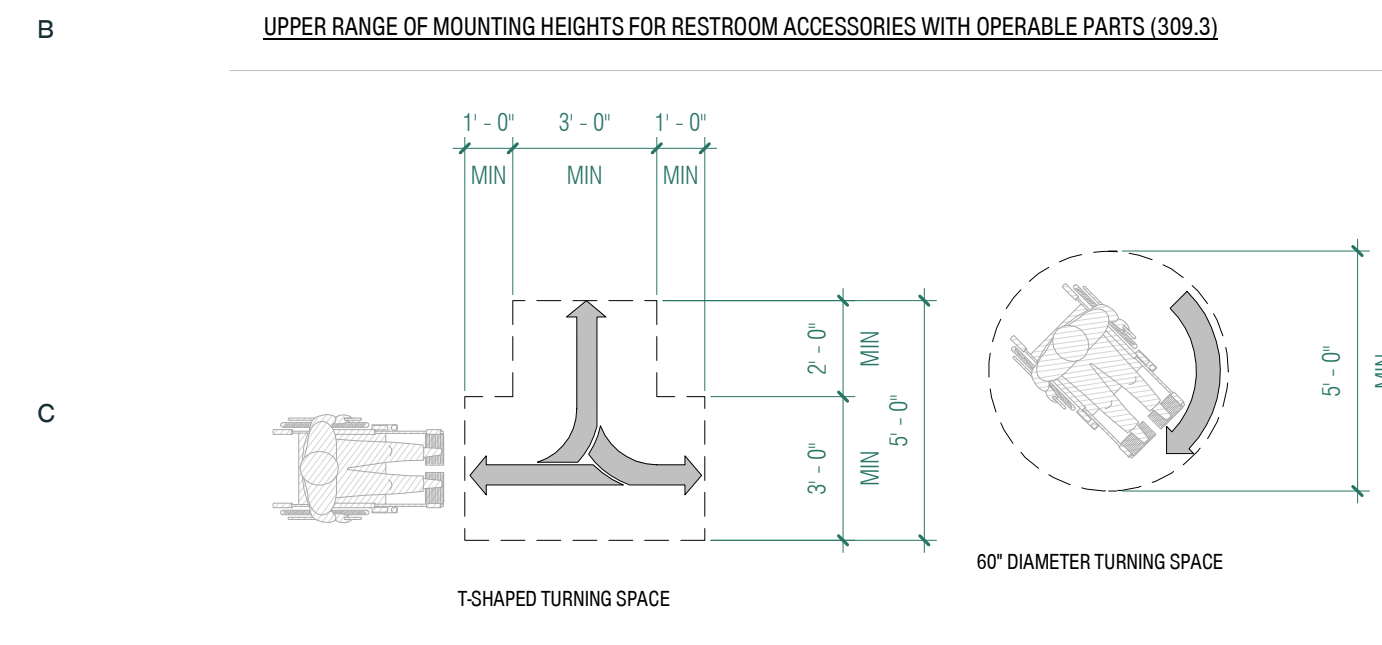 B
UPPER RANGE OF MOUNTING HEIGHTS FOR RESTROOM ACCESSORIES WITH OPERABLE PARTS (309.3)
1' - 0" 3' - 0" 1' - 0"
MIN MIN MIN
2' - 0"
MIN
3' - 0"
MIN
5' - 0"
5' - 0"
MIN
C
60" DIAMETER TURNING SPACE
T-SHAPED TURNING SPACE